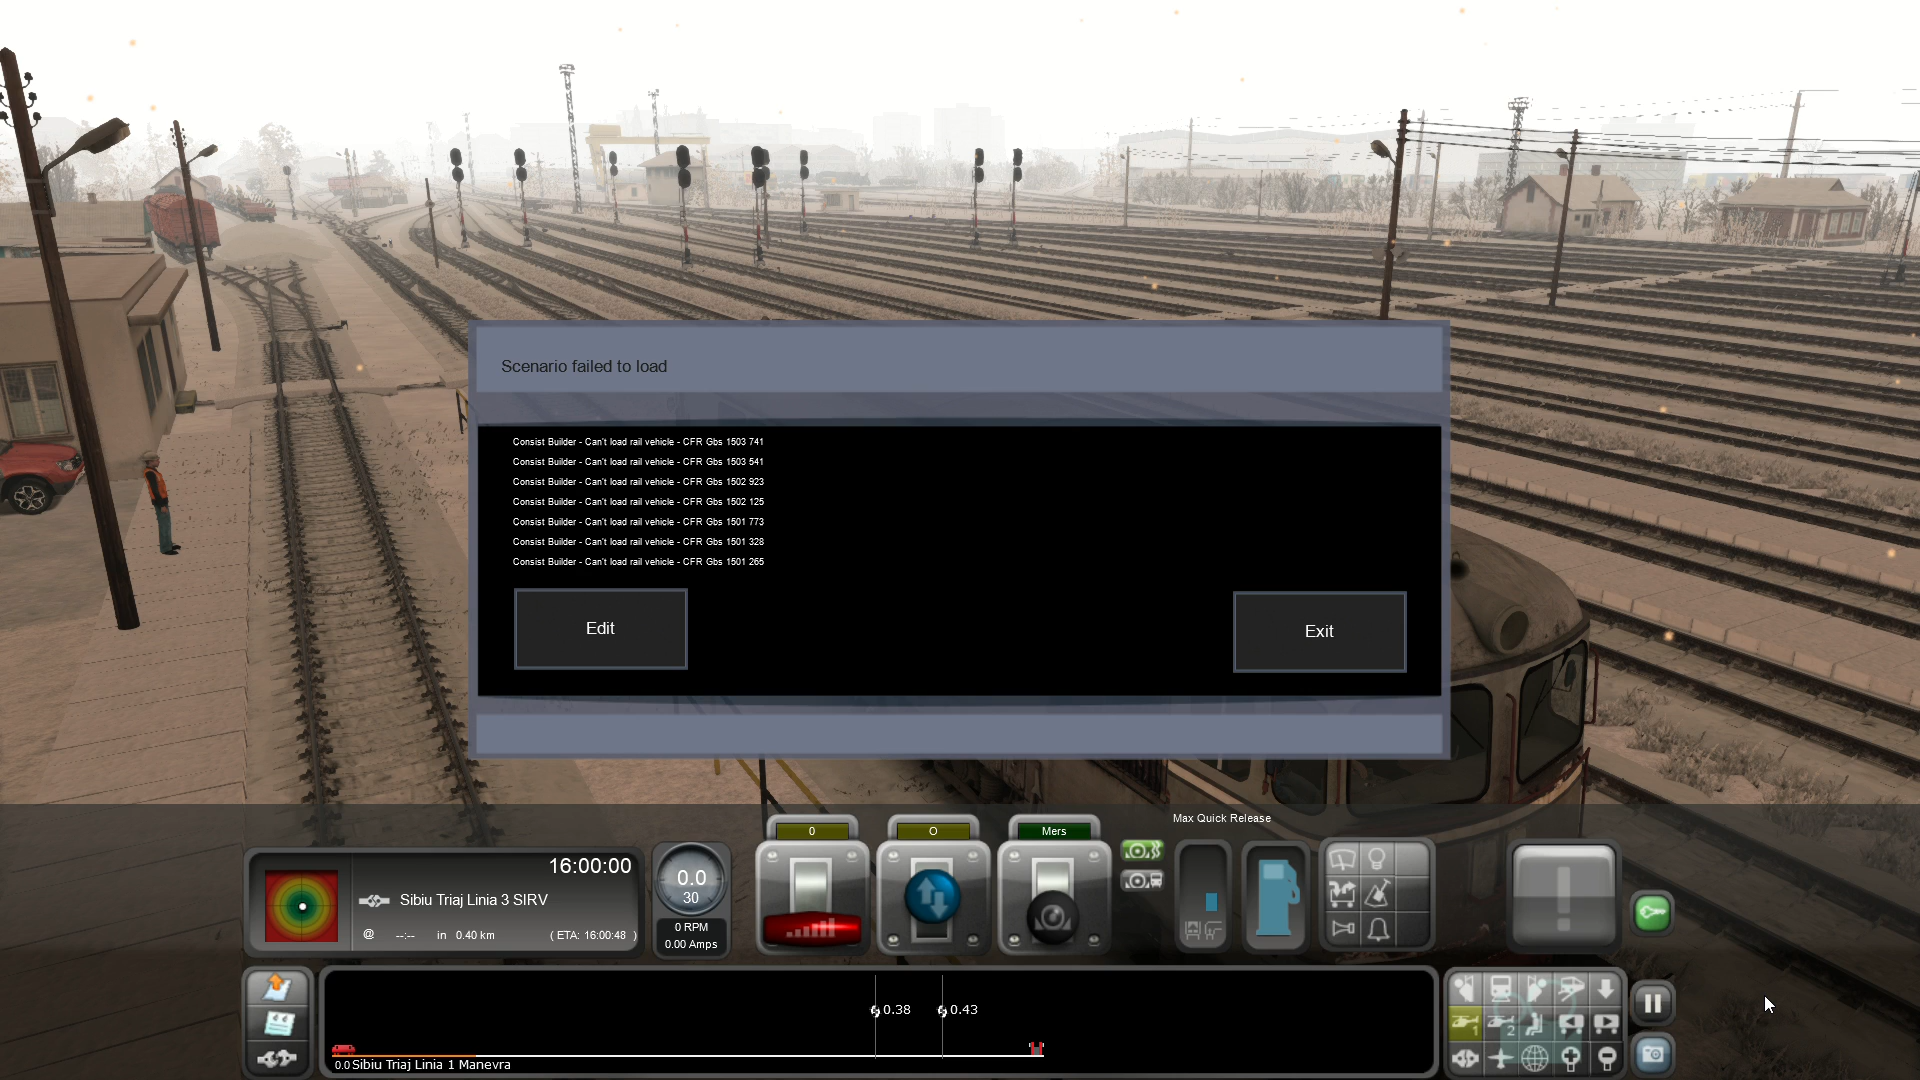 Scenario failed to load
Consist Builder - Can't load rail vehicle - CFR Gbs 1503 741
Consist Builder - Can't load rail vehicle - CFR Gbs 1503 541
Consist Builder - Can't load rail vehicle - CFR Gbs 1502 923
Consist Builder - Can't load rail vehicle - CFR Gbs 1502 125
Consist Builder - Can't load rail vehicle - CFR Gbs 1501 773
Consist Builder - Can't load rail vehicle - CFR Gbs 1501 328
Consist Builder - Can't load rail vehicle - CFR Gbs 1501 265
Edit
Exit
Max Quick Release
0
O
Mers
16:00:00
Sibiu Triaj Linia 3 SIRV
@ --:-- in 0.40 km ( ETA: 16:00:48 )
0.0
30
0 RPM
0.00 Amps
0.38
0.43
0.0 Sibiu Triaj Linia 1 Manevra
1
2